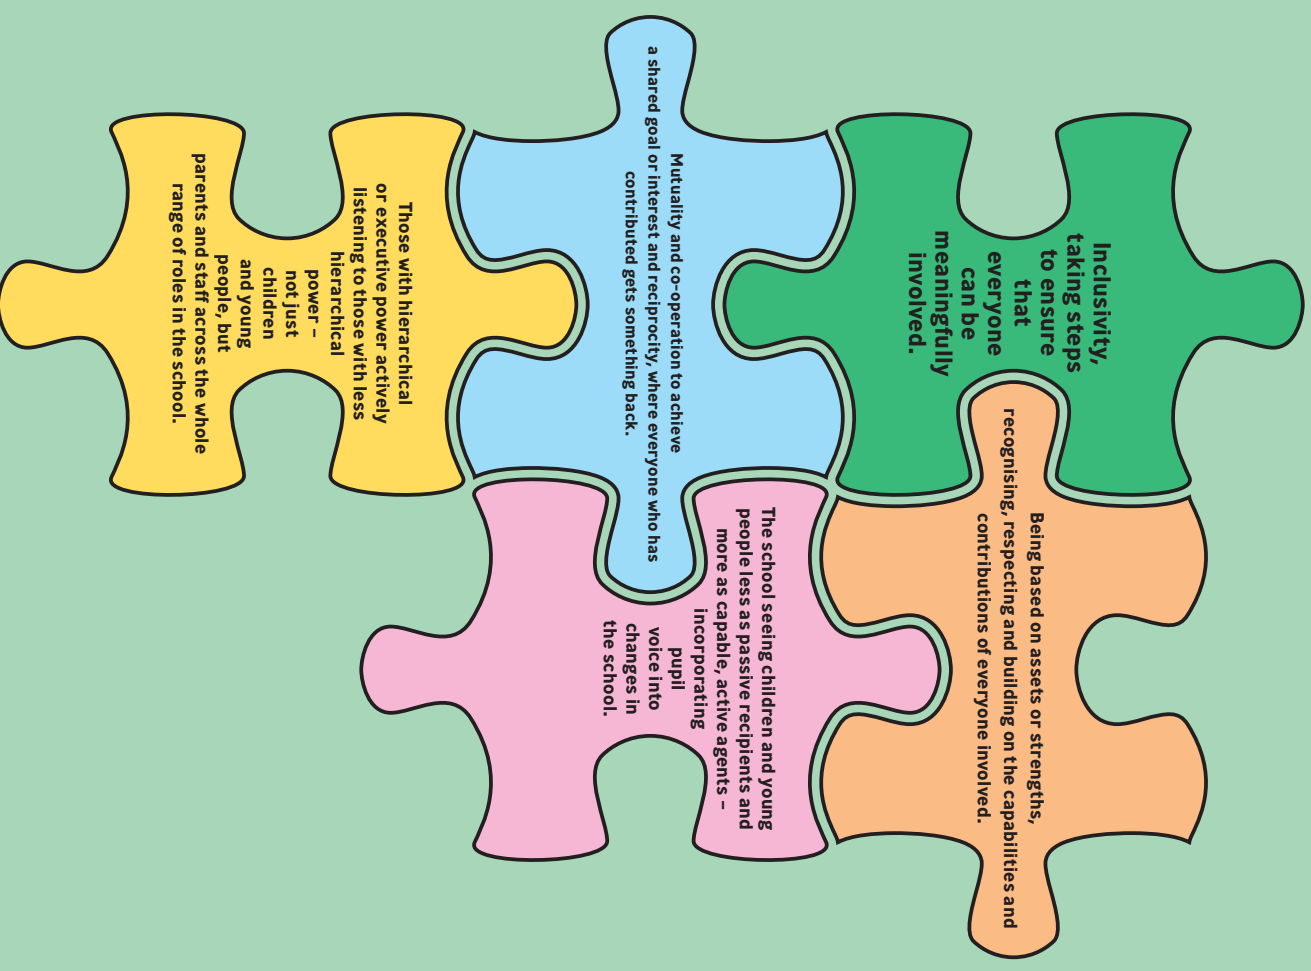 Inclusivity,
taking steps
to ensure
that
everyone
can be
meaningfully
involved.
Being based on assets or strengths,
recognising, respecting and building on the capabilities and
contributions of everyone involved.
Mutuality and co-operation to achieve
a shared goal or interest and reciprocity, where everyone who has
contributed gets something back.
The school seeing children and young
people less as passive recipients and
more as capable, active agents –
incorporating
pupil
voice into
changes in
the school.
Those with hierarchical
or executive power actively
listening to those with less
hierarchical
power –
not just
children
and young
people, but
parents and staff across the whole
range of roles in the school.